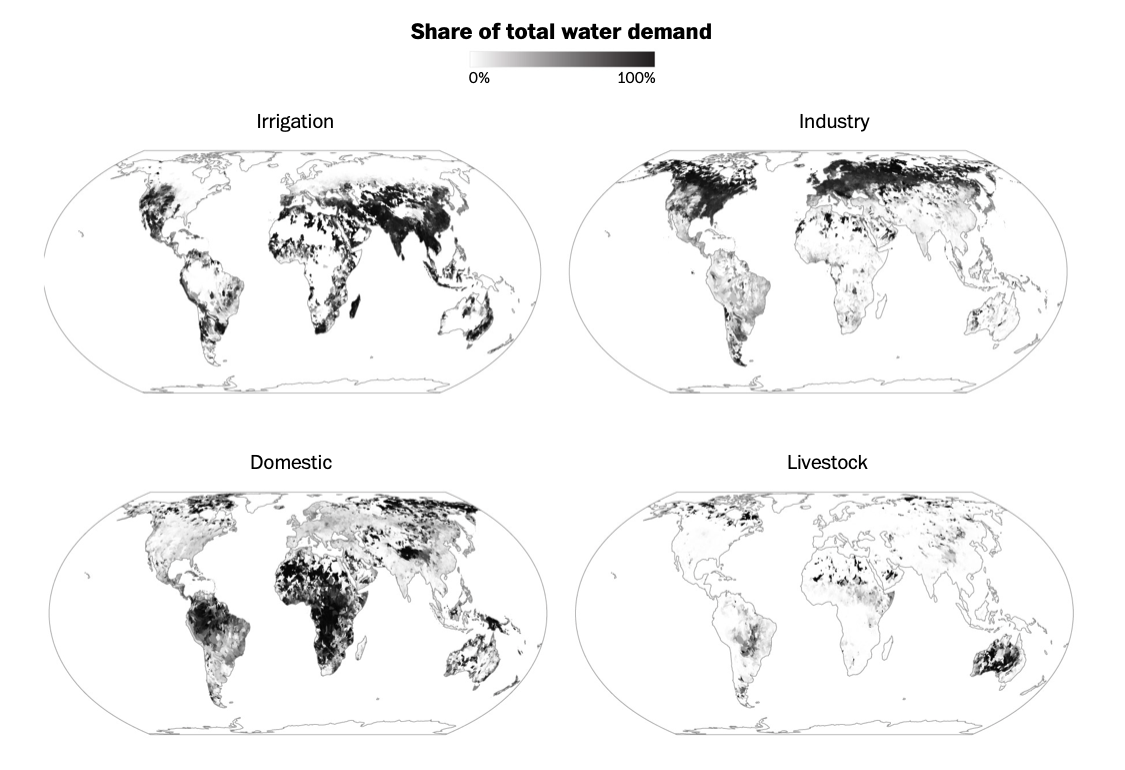 Share of total water demand
0% 100%
Irrigation
Industry
Domestic
Livestock